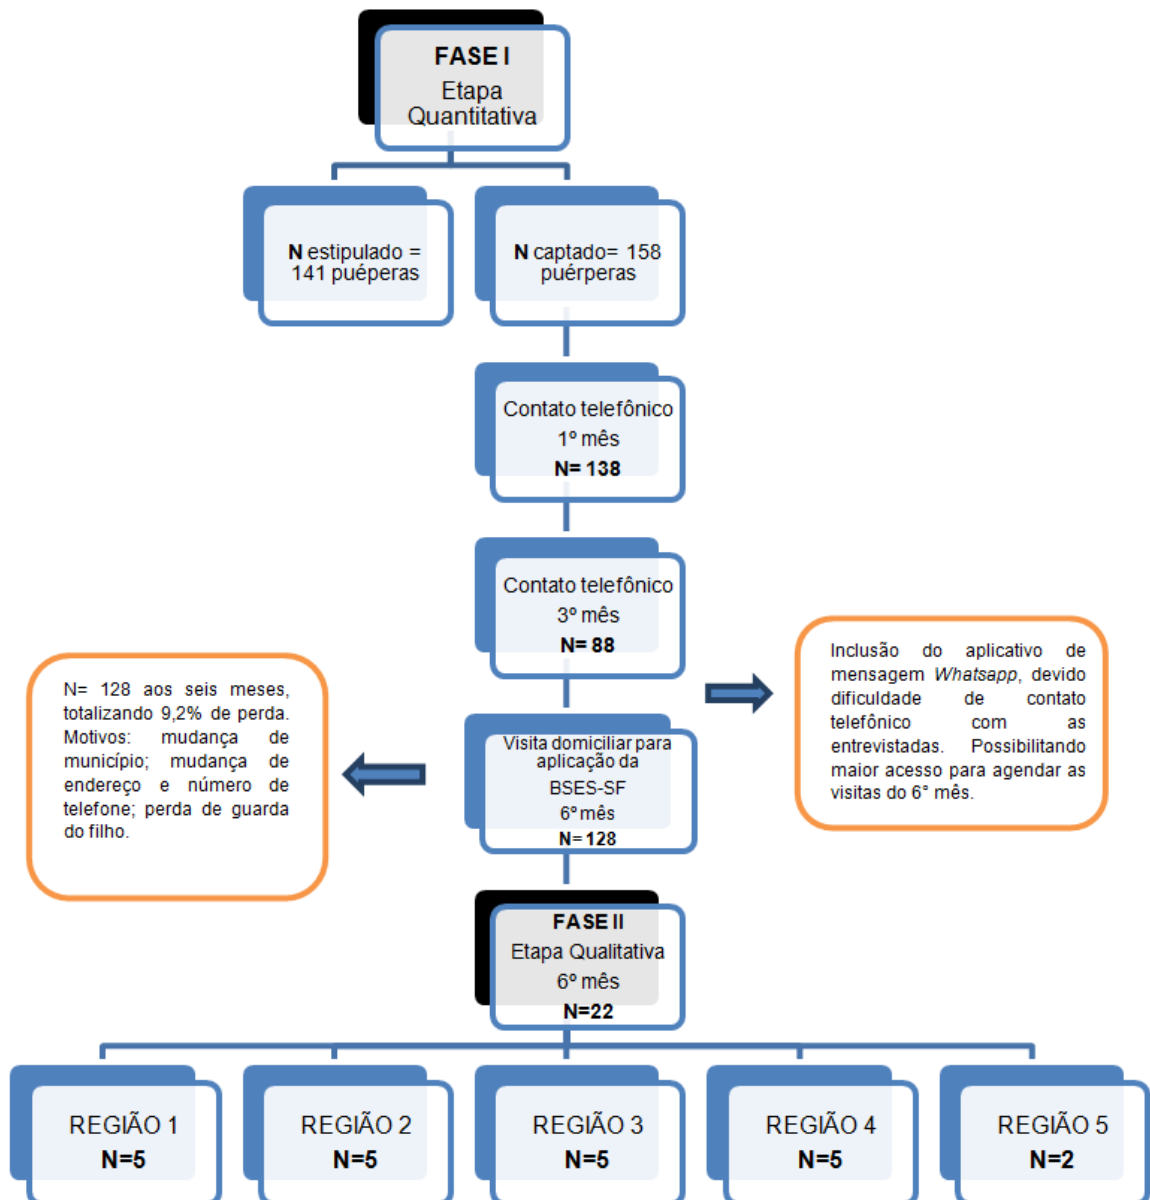 FASE I
Etapa
Quantitativa
N estipulado =
141 puéperas
N captado= 158
puérperas
Contato telefônico
1º mês
N= 138
Contato telefônico
3º mês
N= 88
Inclusão do aplicativo de
mensagem Whatsapp, devido
dificuldade de contato
telefônico com as
entrevistadas. Possibilitando
maior acesso para agendar as
visitas do 6° mês.
N= 128 aos seis meses,
totalizando 9,2% de perda.
Motivos: mudança de
município; mudança de
endereço e número de
telefone; perda de guarda
do filho.
Visita domiciliar para
aplicação da
BSES-SF
6º mês
N= 128
FASE II
Etapa Qualitativa
6º mês
N=22
REGIÃO 1
N=5
REGIÃO 2
N=5
REGIÃO 3
N=5
REGIÃO 4
N=5
REGIÃO 5
N=2